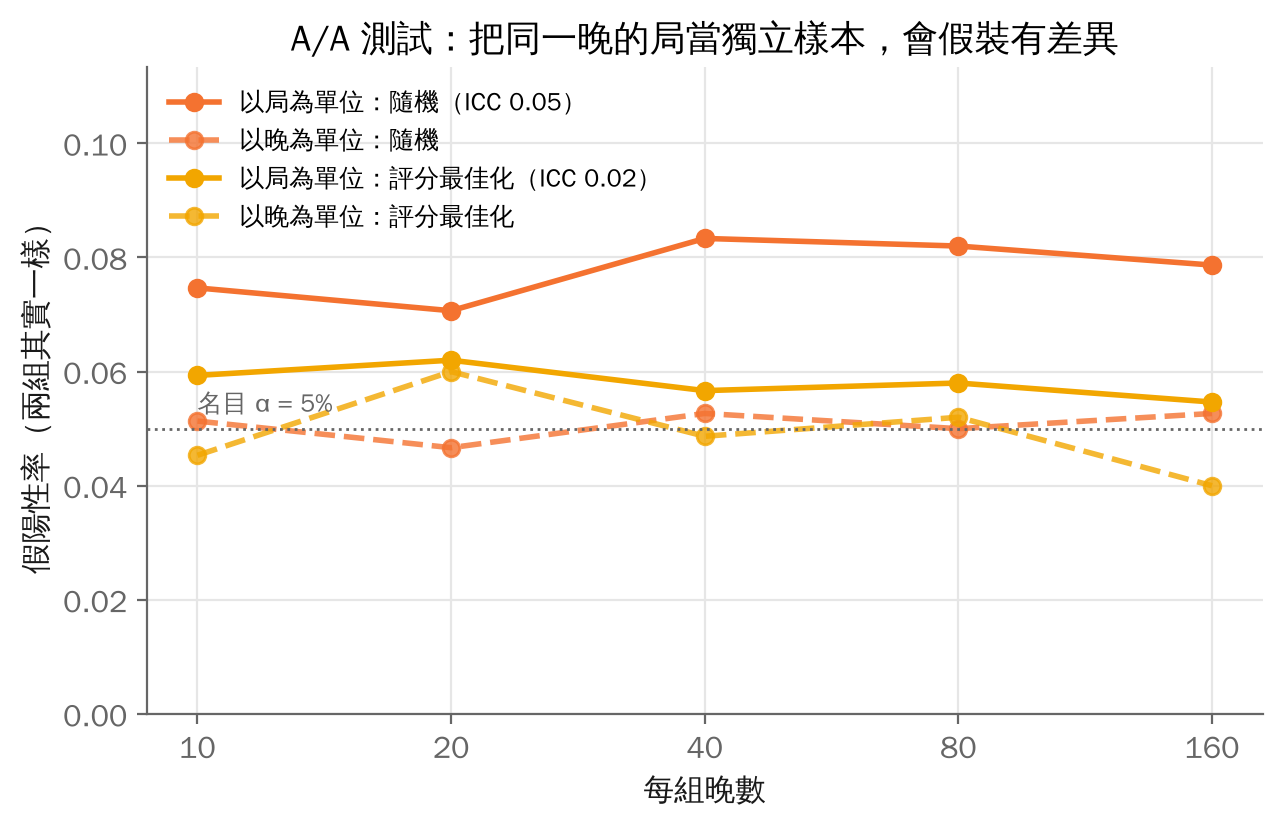 A/A 測試：把同一晚的局當獨立樣本，會假裝有差異
以局為單位：隨機（ICC 0.05）
以晚為單位：隨機
以局為單位：評分最佳化（ICC 0.02）
以晚為單位：評分最佳化
假陽性率（兩組其實一樣）
0.10
0.08
0.06
0.04
0.02
0.00
名目 α = 5%
10
20
40
80
160
每組晚數